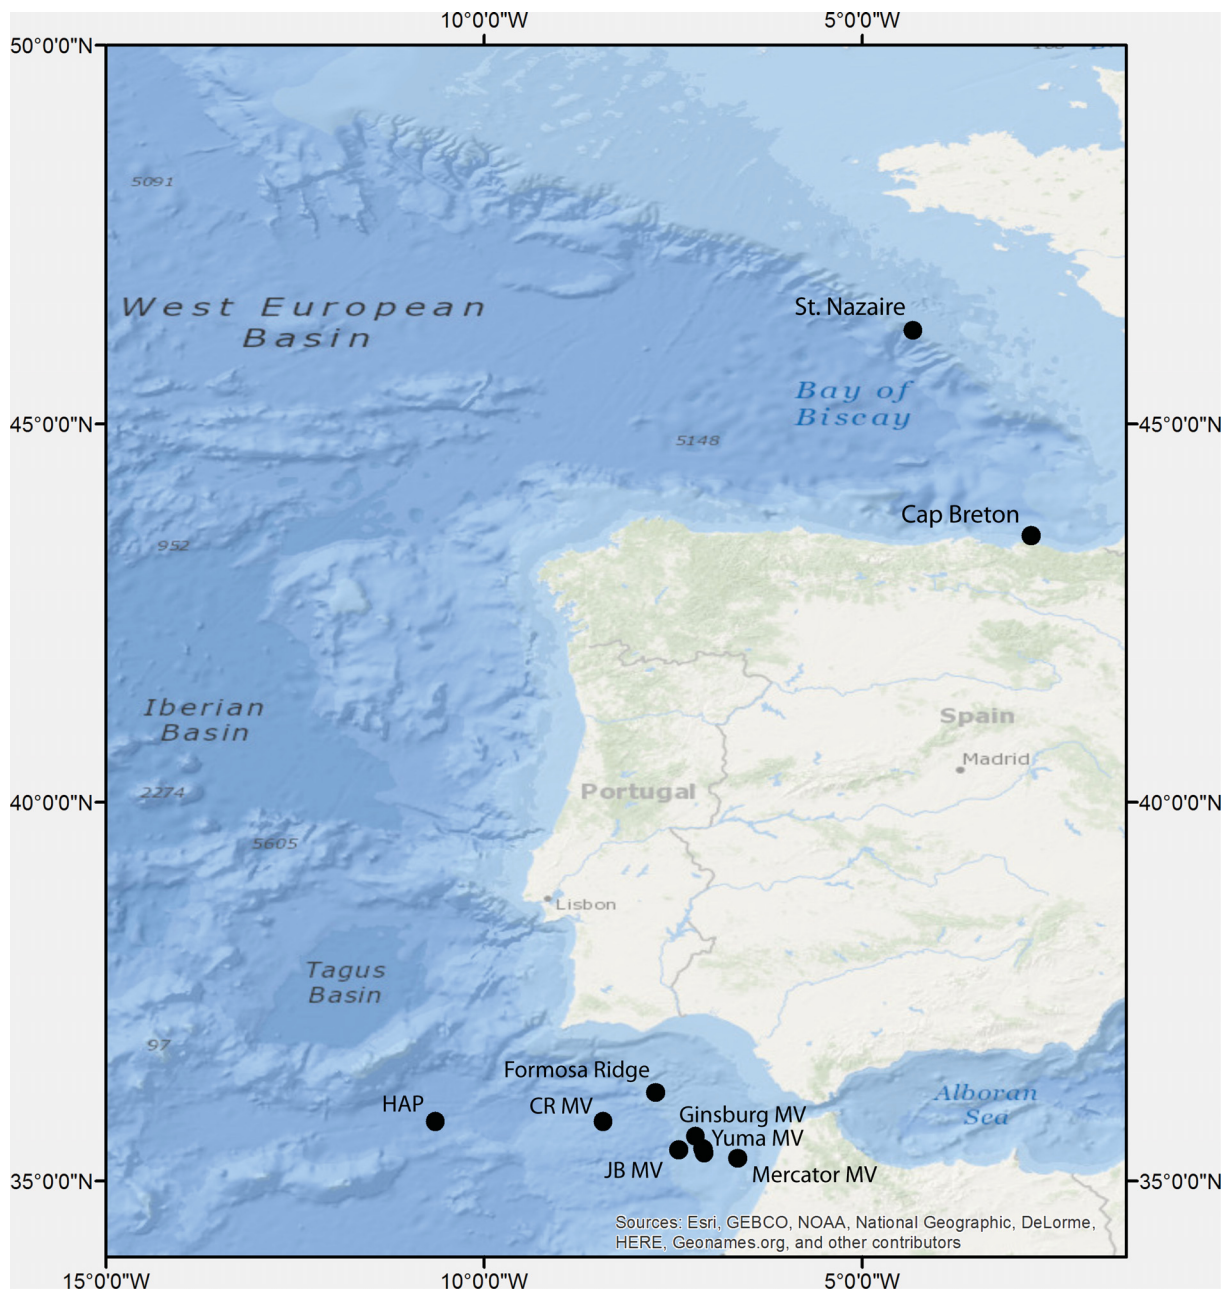 10°0'0"W
5°0'0"W
50°0'0"N
5091
West European
Basin
St. Nazaire
Bay of
Biscay
45°0'0"N
45°0'0"N
5148
Cap Breton
952
Iberian
Basin
Spain
Madrid
Portugal
2274
40°0'0"N
40°0'0"N
5605
Lisbon
Tagus
Basin
97
Formosa Ridge
Alboran
Sea
HAP
CR MV
Ginsburg MV
Yuma MV
JB MV
Mercator MV
35°0'0"N
35°0'0"N
Sources: Esri, GEBCO, NOAA, National Geographic, DeLorme,
HERE, Geonames.org, and other contributors
15°0'0"W
10°0'0"W
5°0'0"W